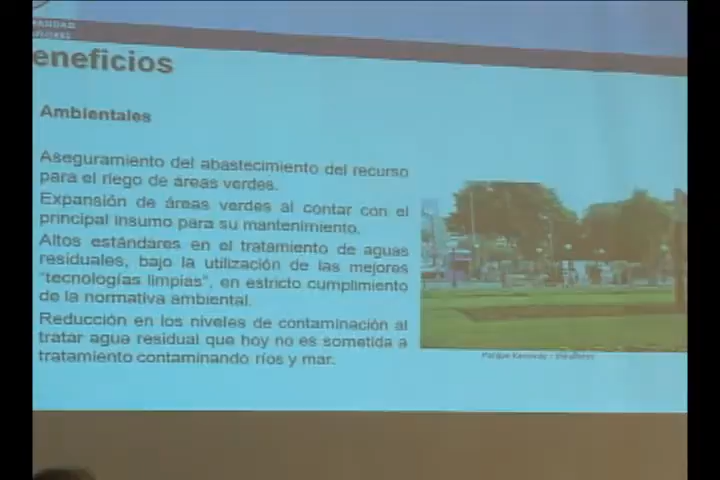 eneficios
Ambientales
Aseguramiento del abastecimiento del recurso
para el riego de áreas verdes.
Expansión de áreas verdes al contar con el
principal insumo para su mantenimiento.
Altos estándares en el tratamiento de aguas
residuales, bajo la utilización de las mejores
"tecnologías limpias", en estricto cumplimiento
de la normativa ambiental.
Reducción en los niveles de contaminación al
tratar agua residual que hoy no es sometida a
tratamiento contaminando ríos y mar.
Parque Kennedy - Miraflores